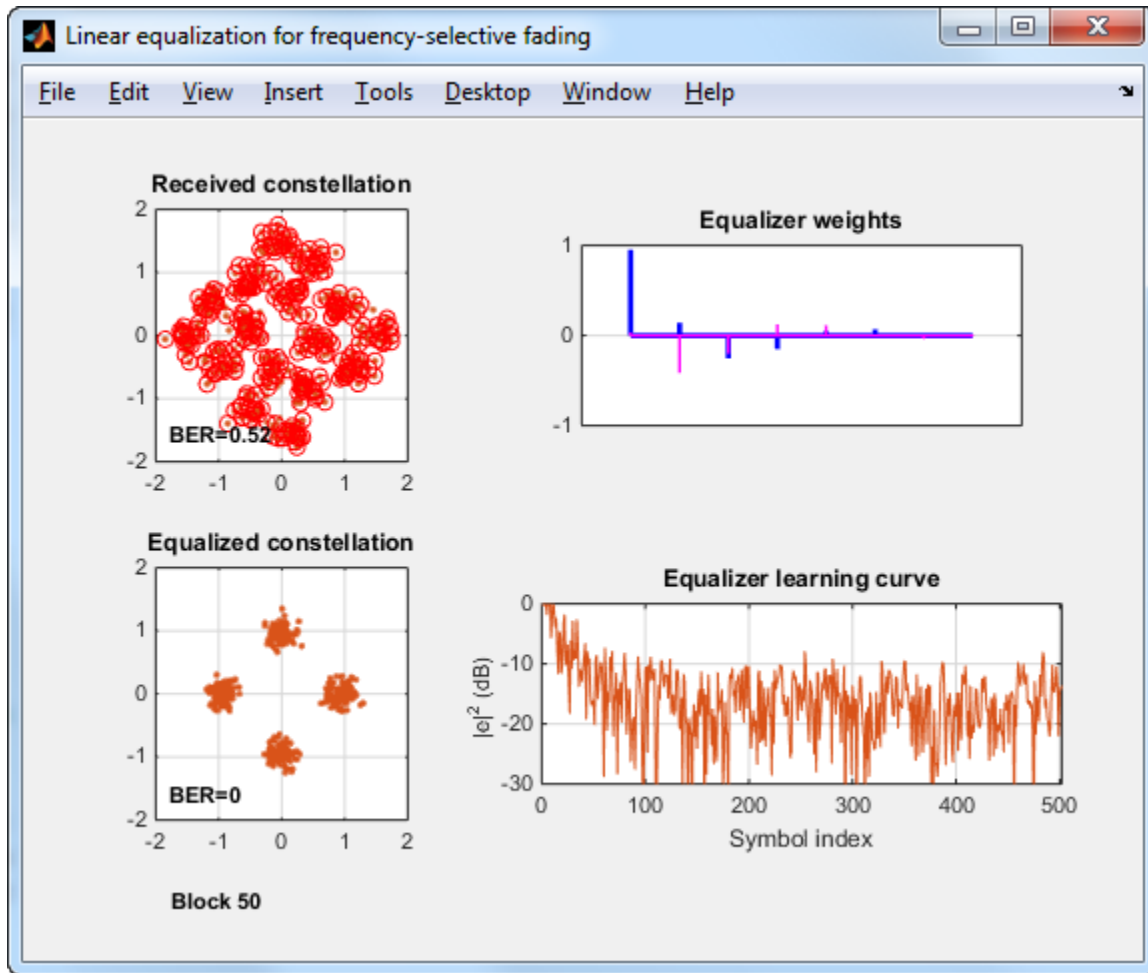 Linear equalization for frequency-selective fading
File Edit View Insert Tools Desktop Window Help
Received constellation
2
1
0
-1
-2
BER=0.52
-2 -1 0 1 2
Equalizer weights
1
0
-1
Equalized constellation
2
1
0
-1
-2
BER=0
-2 -1 0 1 2
Equalizer learning curve
|e|² (dB)
0
-10
-20
-30
0 100 200 300 400 500
Symbol index
Block 50